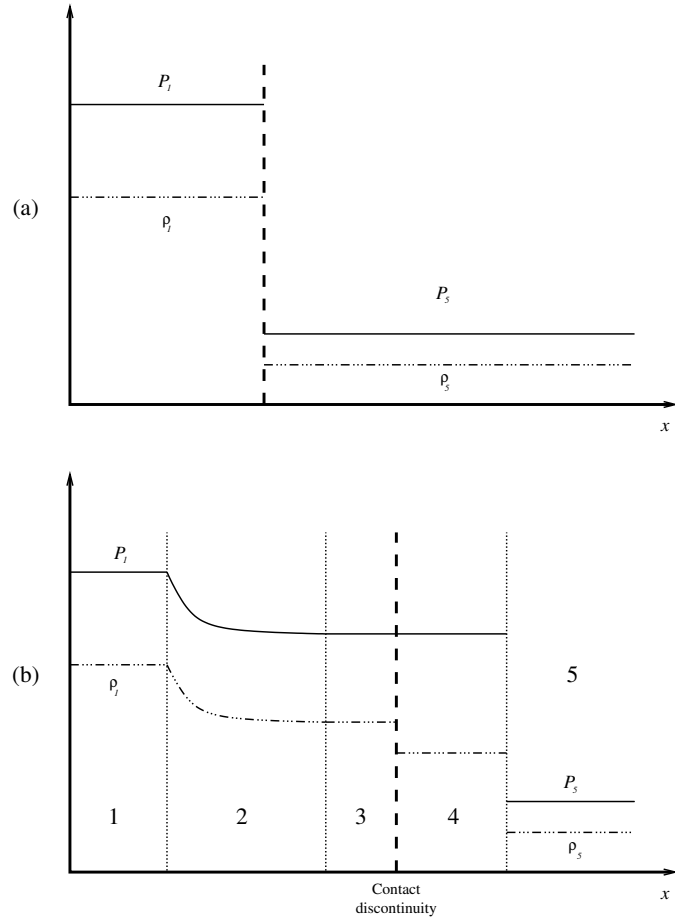 P₁
(a)
ρ₁
P₅
ρ₅
x
P₁
(b)
ρ₁
5
P₅
1
2
3
4
ρ₅
x
Contact
discontinuity